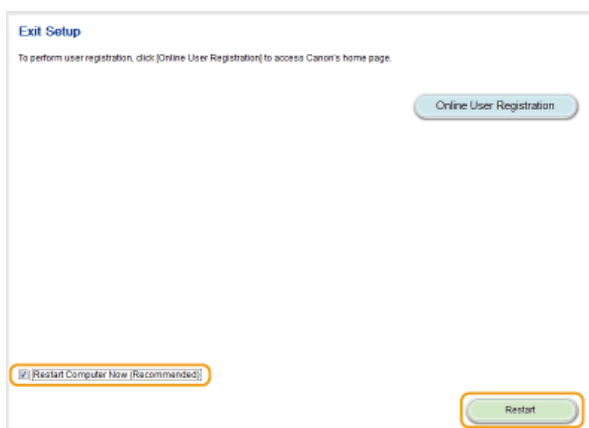 Exit Setup
To perform user registration, click [Online User Registration] to access Canon's home page.
Online User Registration
Restart Computer Now (Recommended)
Restart